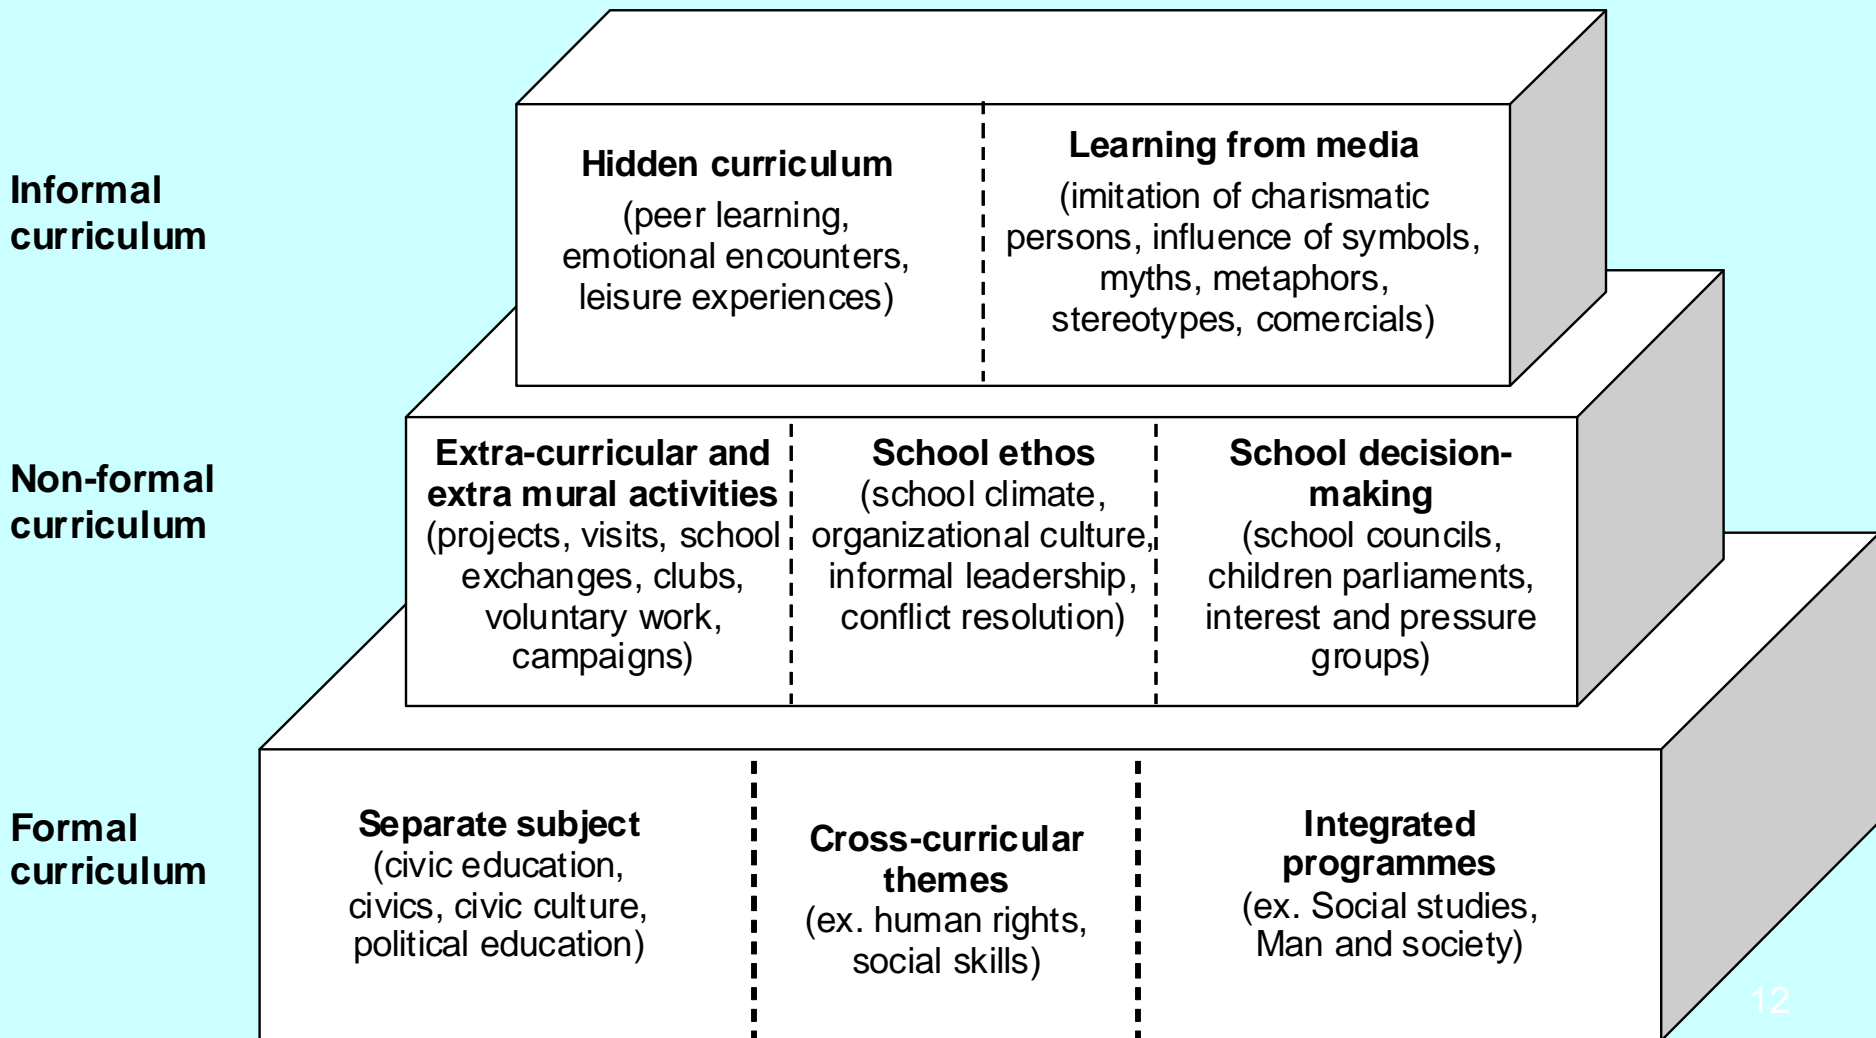 Informal
curriculum
Hidden curriculum
(peer learning,
emotional encounters,
leisure experiences)
Learning from media
(imitation of charismatic
persons, influence of symbols,
myths, metaphors,
stereotypes, comercials)
Non-formal
curriculum
Extra-curricular and
extra mural activities
(projects, visits, school
exchanges, clubs,
voluntary work,
campaigns)
School ethos
(school climate,
organizational culture,
informal leadership,
conflict resolution)
School decision-
making
(school councils,
children parliaments,
interest and pressure
groups)
Formal
curriculum
Separate subject
(civic education,
civics, civic culture,
political education)
Cross-curricular
themes
(ex. human rights,
social skills)
Integrated
programmes
(ex. Social studies,
Man and society)
12